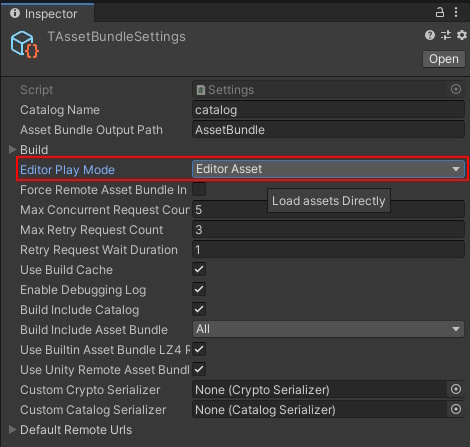 Inspector
TAssetBundleSettings
Open
Script Settings
Catalog Name catalog
Asset Bundle Output Path AssetBundle
Build
Editor Play Mode Editor Asset
Force Remote Asset Bundle In
Load assets Directly
Max Concurrent Request Coun 5
Max Retry Request Count 3
Retry Request Wait Duration 1
Use Build Cache
Enable Debugging Log
Build Include Catalog
Build Include Asset Bundle All
Use Builtin Asset Bundle LZ4 R
Use Unity Remote Asset Bundl
Custom Crypto Serializer None (Crypto Serializer)
Custom Catalog Serializer None (Catalog Serializer)
Default Remote Urls